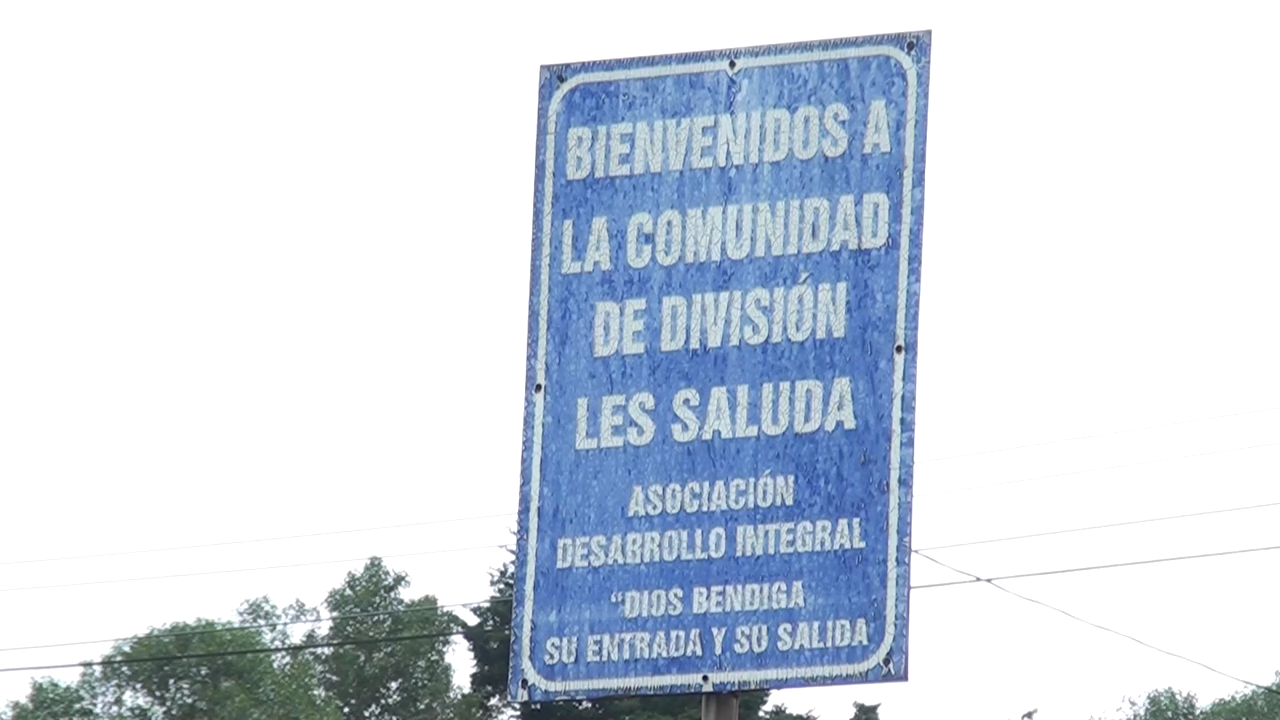 BIENVENIDOS A
LA COMUNIDAD
DE DIVISIÓN
LES SALUDA
ASOCIACIÓN
DESARROLLO INTEGRAL
“DIOS BENDIGA
SU ENTRADA Y SU SALIDA